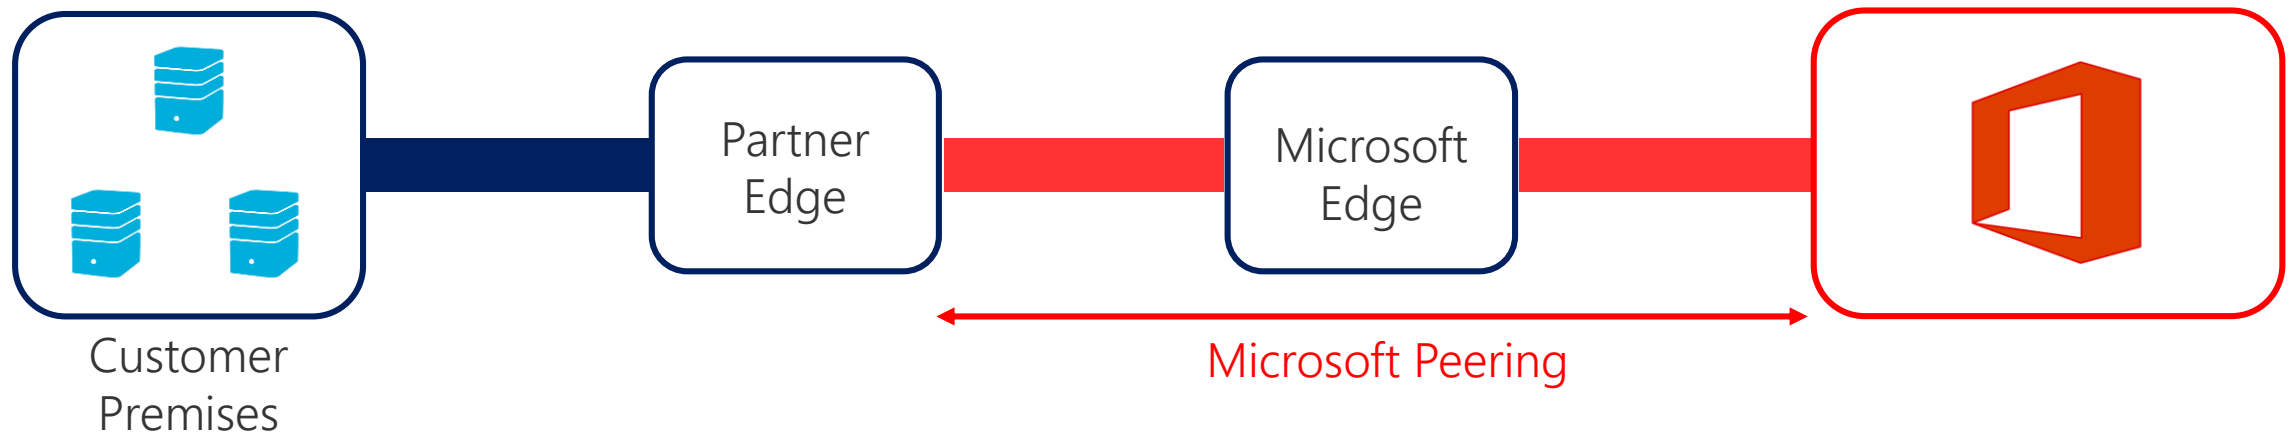 Partner
Edge
Microsoft
Edge
Microsoft Peering
Customer
Premises